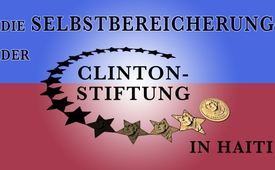 DIE SELBSTBEREICHERUNG
DER
CLINTON-
STIFTUNG
IN HAITI